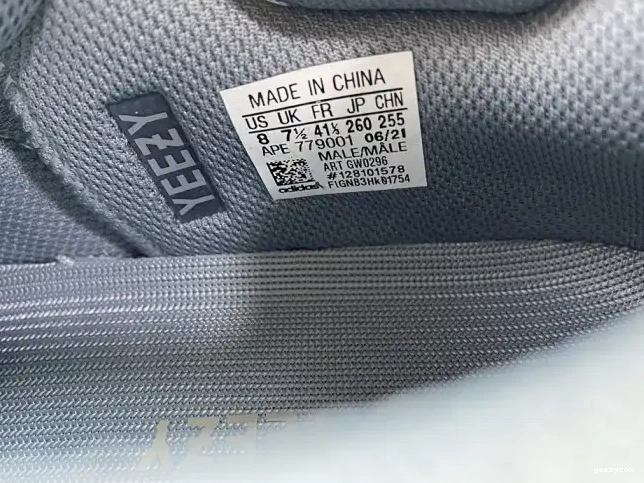 MADE IN CHINA
US UK FR JP CHN
8 7½ 41⅓ 260 255
APE 779001 06/21
MALE/MÂLE
ART GW0296
#128101578
adidas
YEEZY